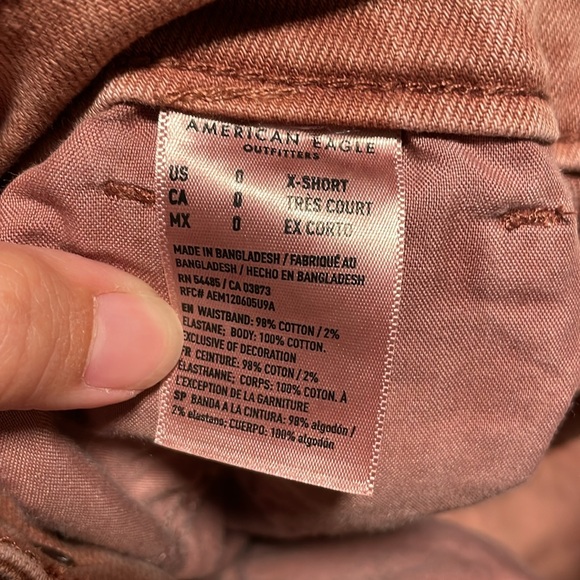 AMERICAN EAGLE
OUTFITTERS
US 0 X-SHORT
CA 0 TRES COURT
MX 0 EX CORTO
MADE IN BANGLADESH / FABRIQUÉ AU
BANGLADESH / HECHO EN BANGLADESH
RN 54485 / CA 03873
RFC# AEM120605U9A
EN WAISTBAND: 98% COTTON / 2%
ELASTANE; BODY: 100% COTTON.
EXCLUSIVE OF DECORATION
FR CEINTURE: 98% COTON / 2%
ÉLASTHANNE; CORPS: 100% COTON. À
L'EXCEPTION DE LA GARNITURE
SP BANDA A LA CINTURA: 98% algodón /
2% elastano; CUERPO: 100% algodón